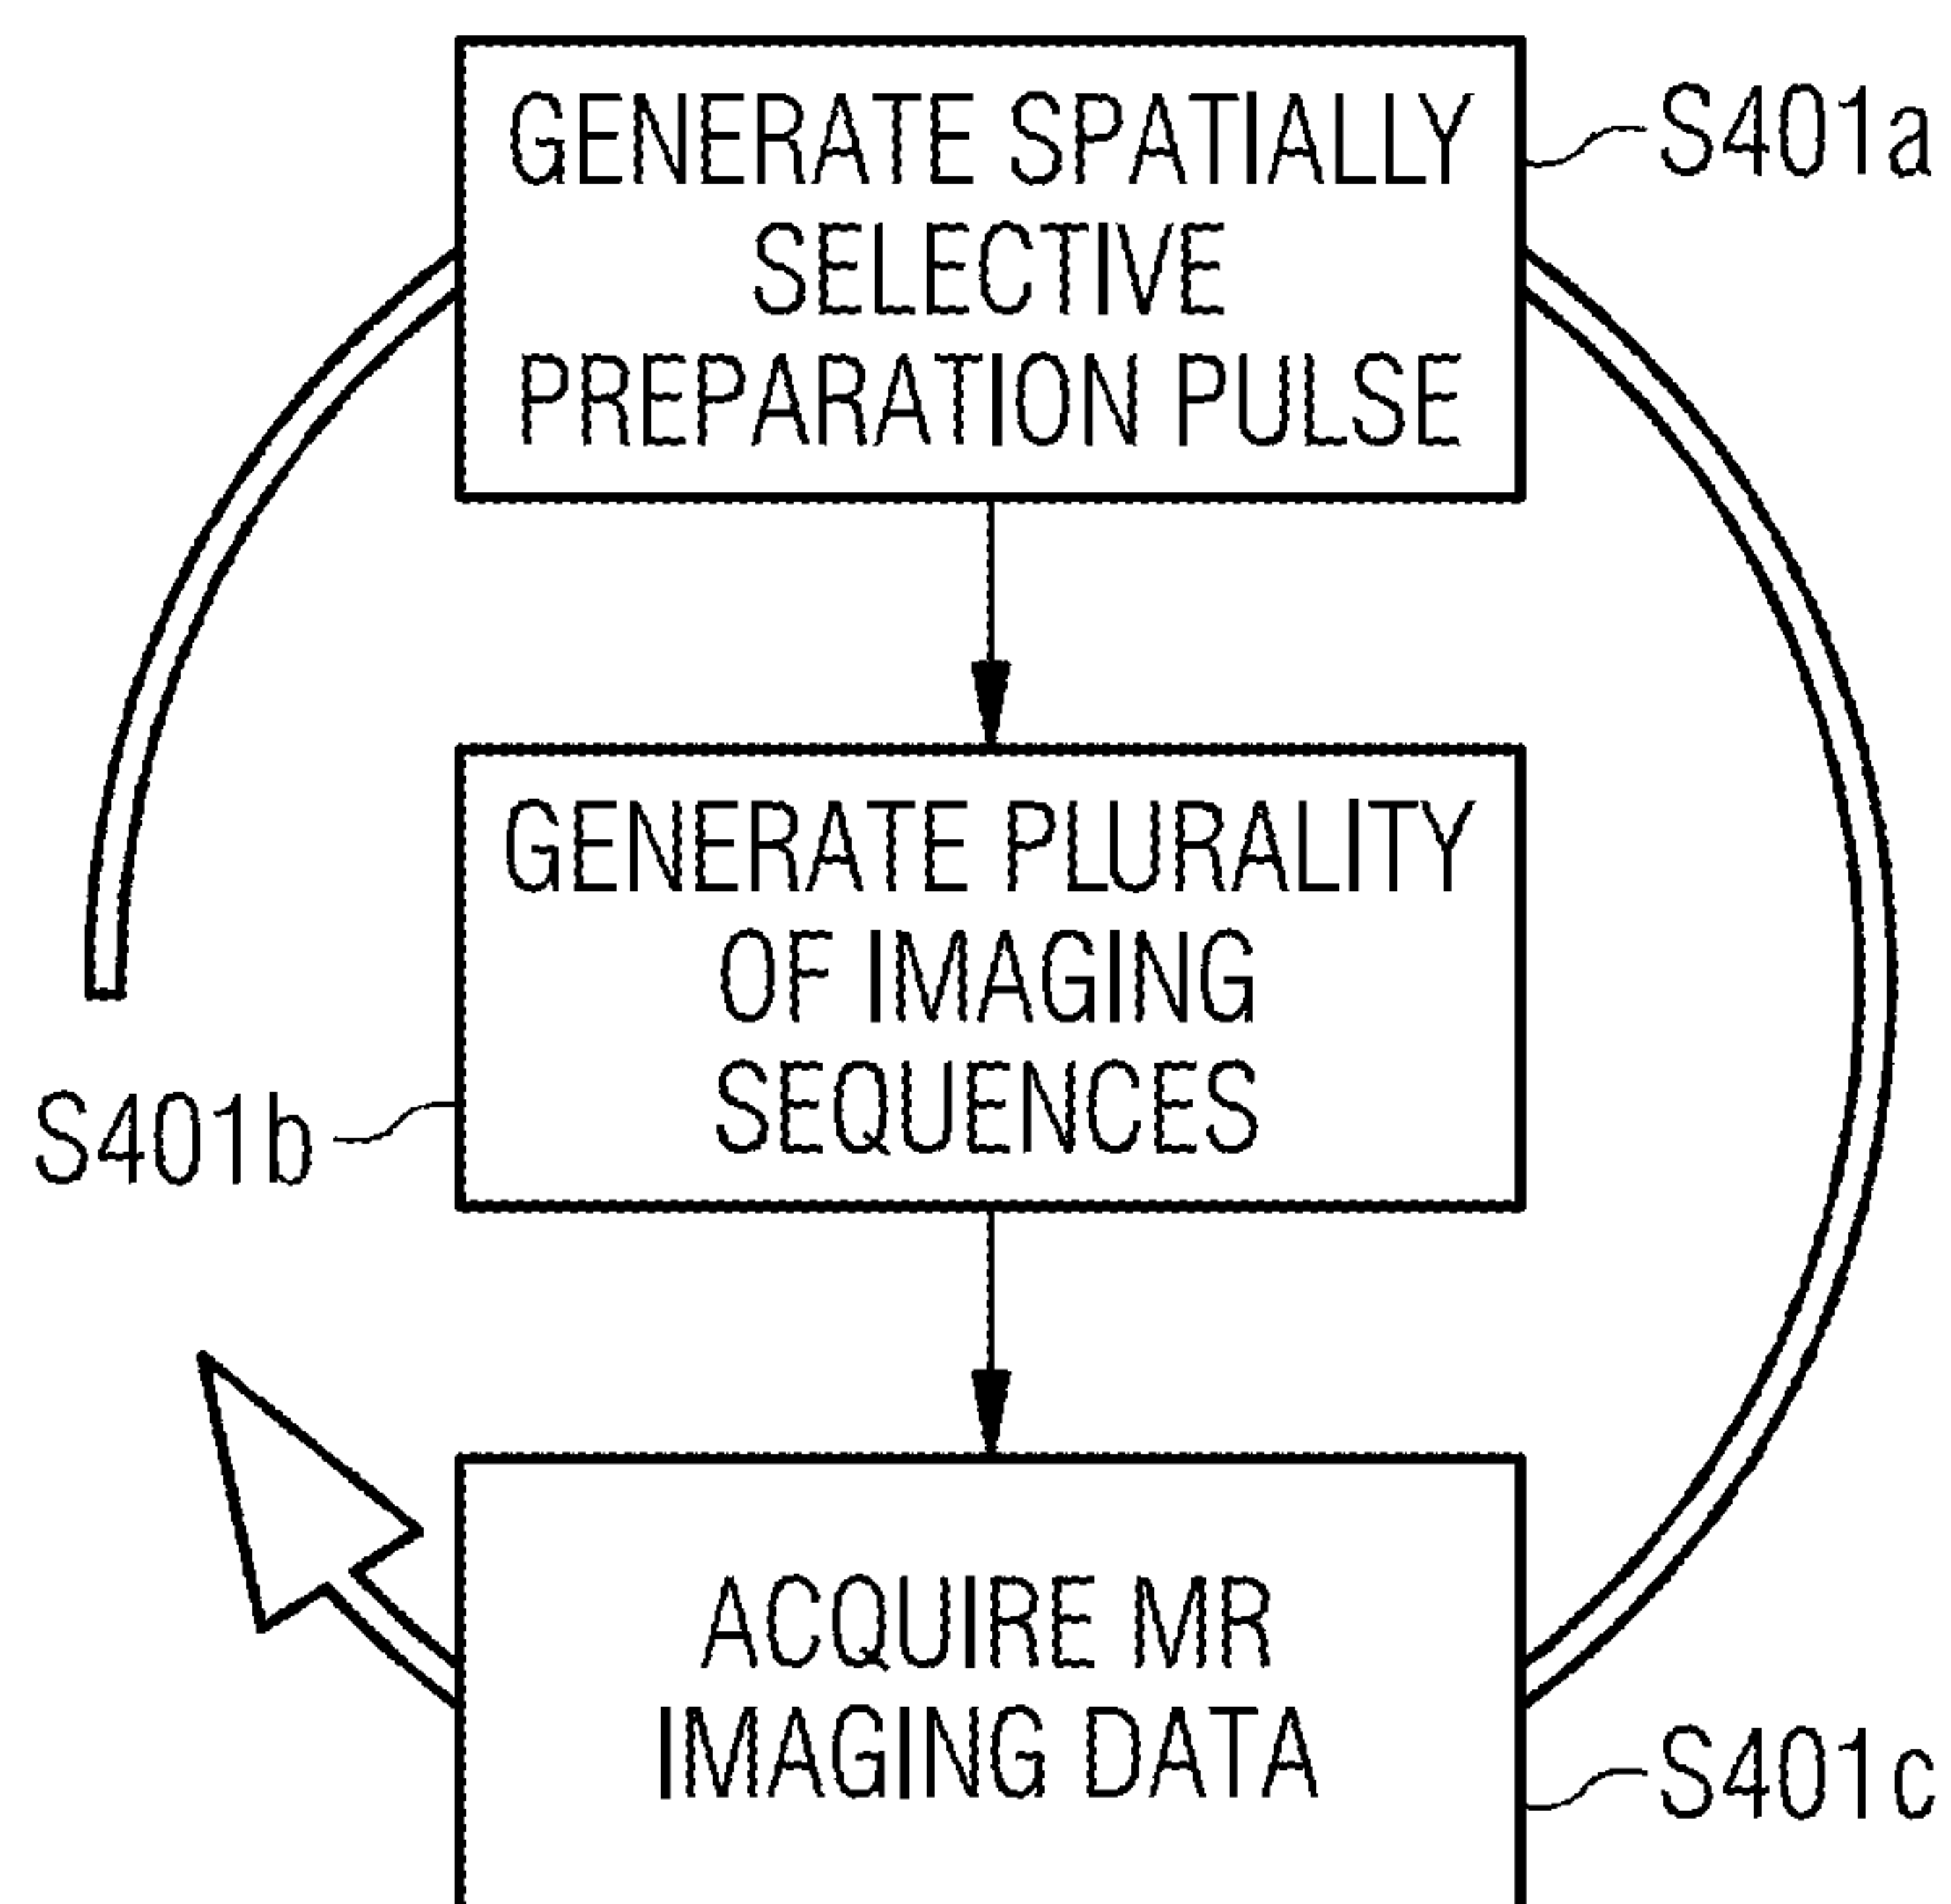 GENERATE SPATIALLY
SELECTIVE
PREPARATION PULSE
S401a
GENERATE PLURALITY
OF IMAGING
SEQUENCES
S401b
ACQUIRE MR
IMAGING DATA
S401c